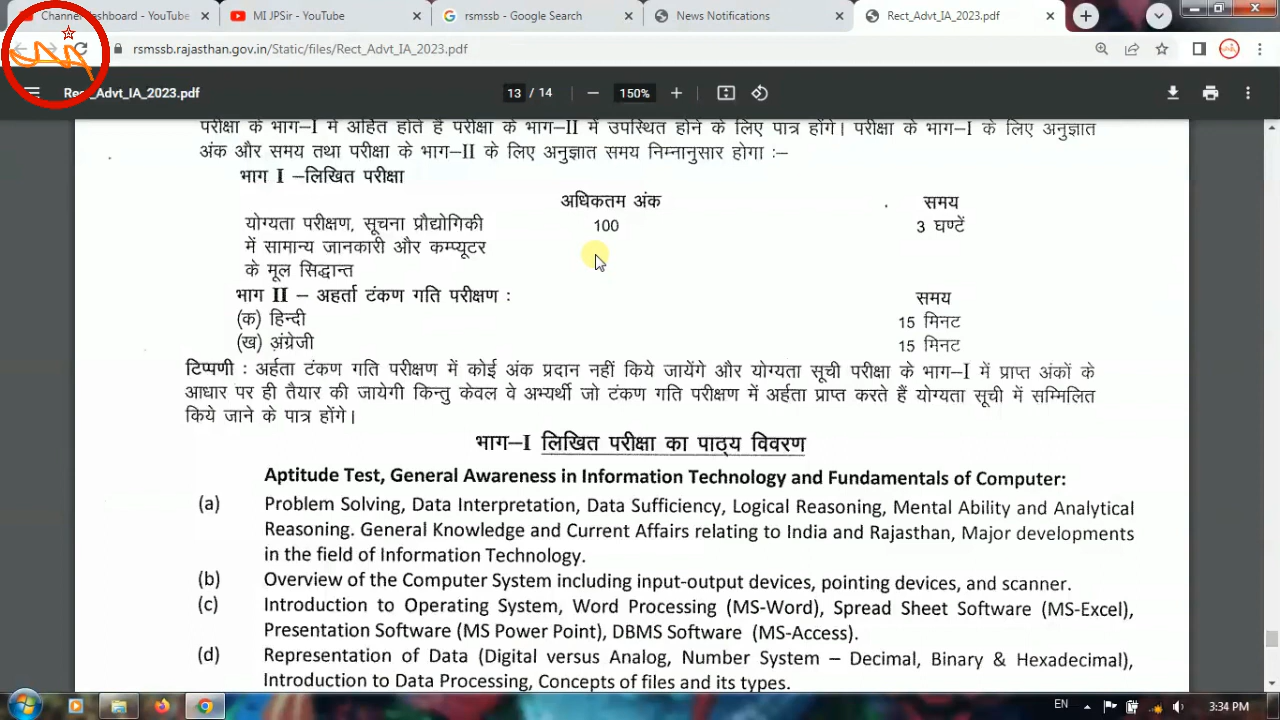 Channel dashboard - YouTube
MI JPSir - YouTube
rsmssb - Google Search
News Notifications
Rect_Advt_IA_2023.pdf
rsmssb.rajasthan.gov.in/Static/files/Rect_Advt_IA_2023.pdf
Rect_Advt_IA_2023.pdf
13 / 14
150%
परीक्षा के भाग–I में अर्हित होते है परीक्षा के भाग–II में उपस्थित होने के लिए पात्र होंगे। परीक्षा के भाग–I के लिए अनुज्ञात
अंक और समय तथा परीक्षा के भाग–II के लिए अनुज्ञात समय निम्नानुसार होगा :–
भाग I –लिखित परीक्षा
अधिकतम अंक समय
योग्यता परीक्षण, सूचना प्रौद्योगिकी 100 3 घण्टें
में सामान्य जानकारी और कम्प्यूटर
के मूल सिद्धान्त
भाग II – अहर्ता टंकण गति परीक्षण : समय
(क) हिन्दी 15 मिनट
(ख) अंग्रेजी 15 मिनट
टिप्पणी : अर्हता टंकण गति परीक्षण में कोई अंक प्रदान नहीं किये जायेंगे और योग्यता सूची परीक्षा के भाग–I में प्राप्त अंकों के
आधार पर ही तैयार की जायेगी किन्तु केवल वे अभ्यर्थी जो टंकण गति परीक्षण में अर्हता प्राप्त करते हैं योग्यता सूची में सम्मिलित
किये जाने के पात्र होंगे।
भाग–I लिखित परीक्षा का पाठ्य विवरण
Aptitude Test, General Awareness in Information Technology and Fundamentals of Computer:
(a) Problem Solving, Data Interpretation, Data Sufficiency, Logical Reasoning, Mental Ability and Analytical
Reasoning. General Knowledge and Current Affairs relating to India and Rajasthan, Major developments
in the field of Information Technology.
(b) Overview of the Computer System including input-output devices, pointing devices, and scanner.
(c) Introduction to Operating System, Word Processing (MS-Word), Spread Sheet Software (MS-Excel),
Presentation Software (MS Power Point), DBMS Software (MS-Access).
(d) Representation of Data (Digital versus Analog, Number System – Decimal, Binary & Hexadecimal),
Introduction to Data Processing, Concepts of files and its types.
EN
3:34 PM